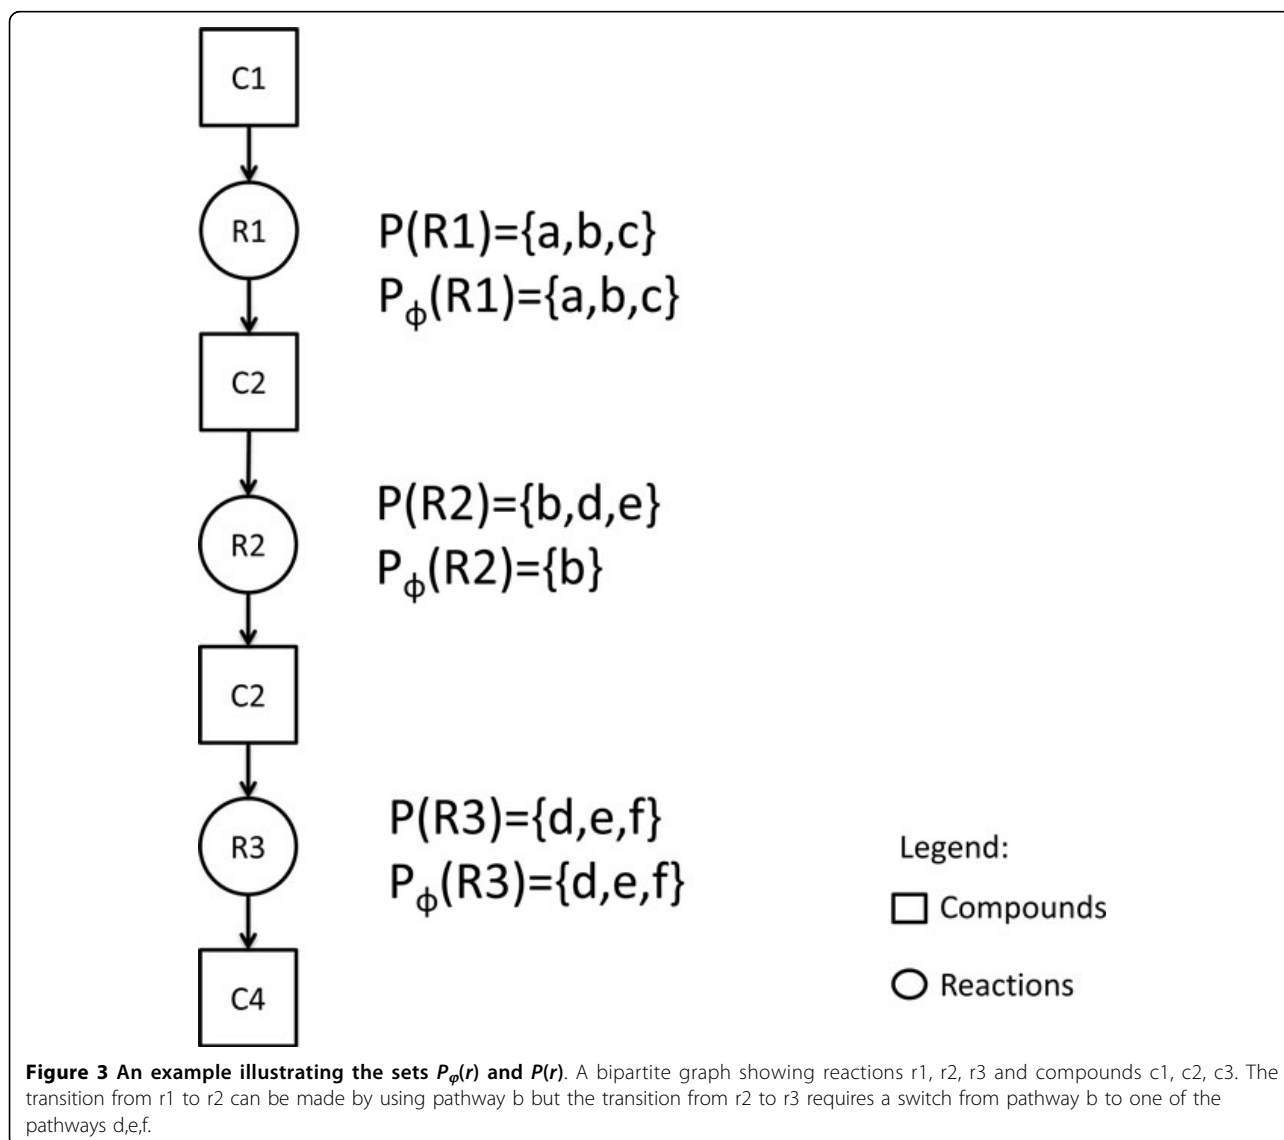 C1
R1
P(R1)={a,b,c}
Pϕ(R1)={a,b,c}
C2
R2
P(R2)={b,d,e}
Pϕ(R2)={b}
C2
R3
P(R3)={d,e,f}
Pϕ(R3)={d,e,f}
C4
Legend:
Compounds
Reactions
Figure 3 An example illustrating the sets Pφ(r) and P(r). A bipartite graph showing reactions r1, r2, r3 and compounds c1, c2, c3. The
transition from r1 to r2 can be made by using pathway b but the transition from r2 to r3 requires a switch from pathway b to one of the
pathways d,e,f.